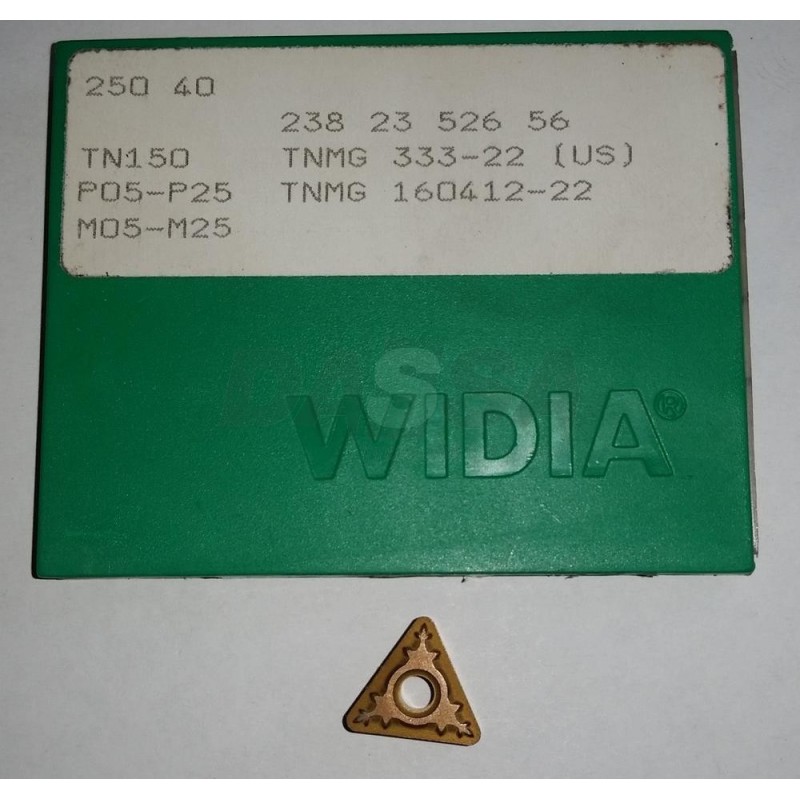 250 40
238 23 526 56
TN150 TNMG 333-22 (US)
P05-P25 TNMG 160412-22
M05-M25
WIDIA®